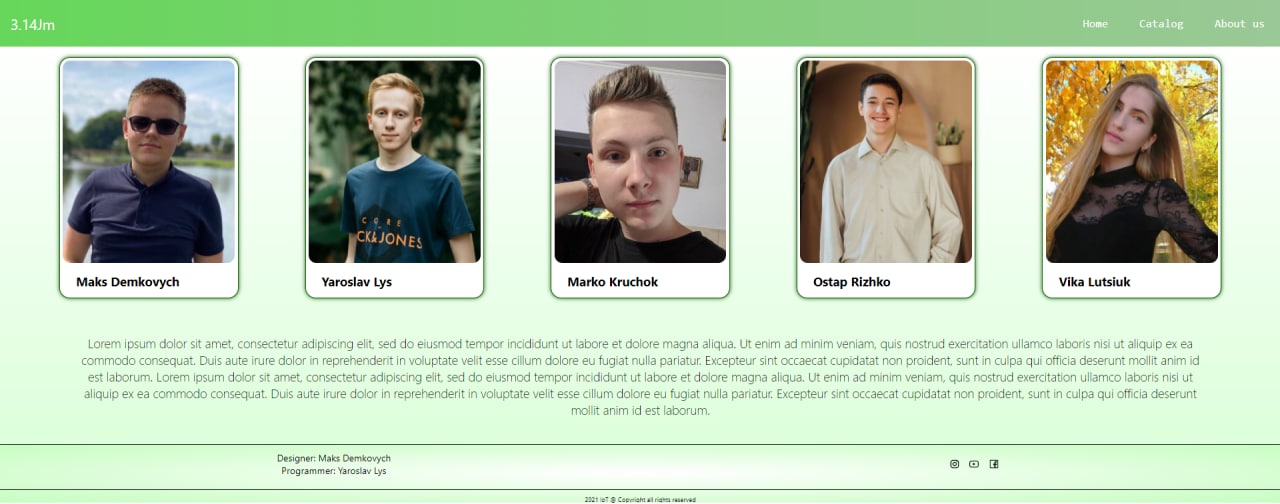 3.14Jm
Home Catalog About us
CORE
CK&JONES
Maks Demkovych
Yaroslav Lys
Marko Kruchok
Ostap Rizhko
Vika Lutsiuk
Lorem ipsum dolor sit amet, consectetur adipiscing elit, sed do eiusmod tempor incididunt ut labore et dolore magna aliqua. Ut enim ad minim veniam, quis nostrud exercitation ullamco laboris nisi ut aliquip ex ea
commodo consequat. Duis aute irure dolor in reprehenderit in voluptate velit esse cillum dolore eu fugiat nulla pariatur. Excepteur sint occaecat cupidatat non proident, sunt in culpa qui officia deserunt mollit anim id
est laborum. Lorem ipsum dolor sit amet, consectetur adipiscing elit, sed do eiusmod tempor incididunt ut labore et dolore magna aliqua. Ut enim ad minim veniam, quis nostrud exercitation ullamco laboris nisi ut
aliquip ex ea commodo consequat. Duis aute irure dolor in reprehenderit in voluptate velit esse cillum dolore eu fugiat nulla pariatur. Excepteur sint occaecat cupidatat non proident, sunt in culpa qui officia deserunt
mollit anim id est laborum.
Designer: Maks Demkovych
Programmer: Yaroslav Lys
2021 IoT @ Copyright all rights reserved